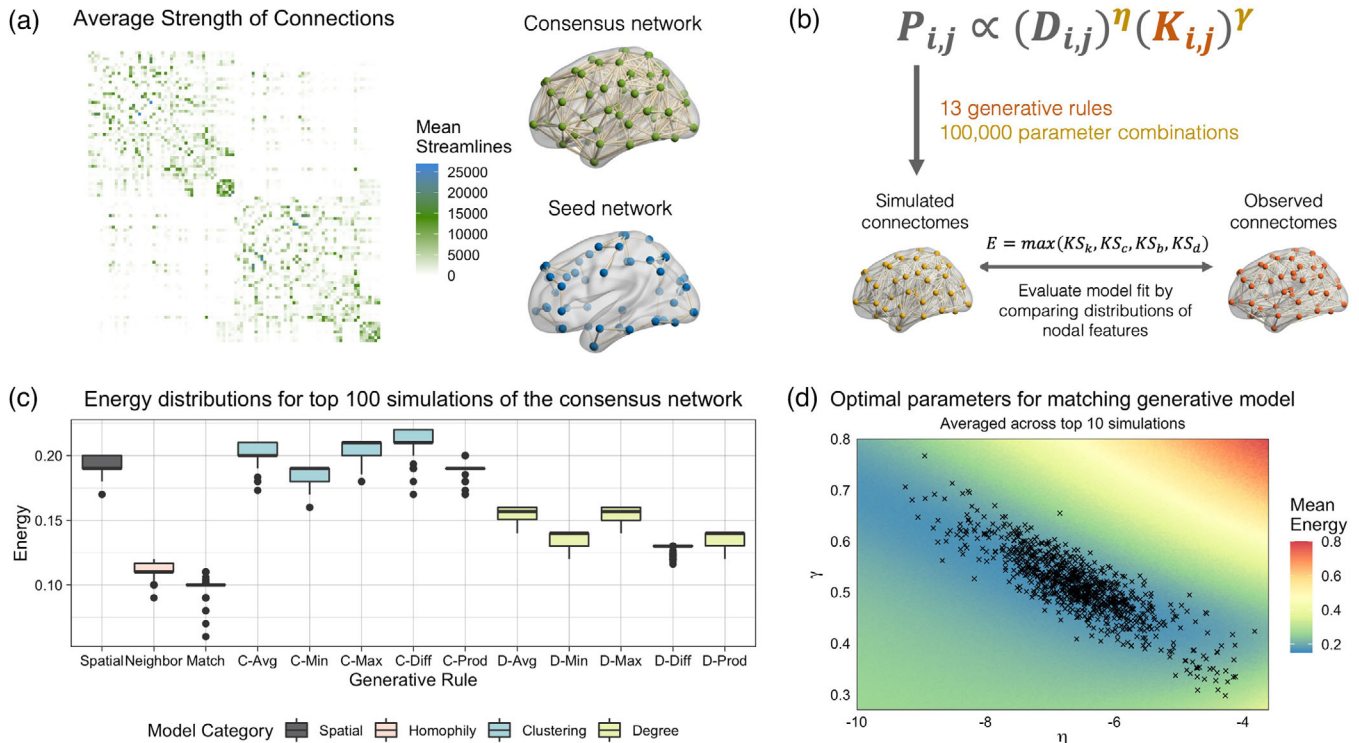 (a) Average Strength of Connections
Consensus network
Mean
Streamlines
25000
20000
15000
10000
5000
0
Seed network
(b)
P_{i,j} ∝ (D_{i,j})^η (K_{i,j})^γ
13 generative rules
100,000 parameter combinations
Simulated
connectomes
Observed
connectomes
E = max(KS_k, KS_c, KS_b, KS_d)
Evaluate model fit by
comparing distributions of
nodal features
(c) Energy distributions for top 100 simulations of the consensus network
Energy
0.20
0.15
0.10
Spatial Neighbor Match C-Avg C-Min C-Max C-Diff C-Prod D-Avg D-Min D-Max D-Diff D-Prod
Generative Rule
Model Category Spatial Homophily Clustering Degree
(d) Optimal parameters for matching generative model
Averaged across top 10 simulations
γ
0.8
0.7
0.6
0.5
0.4
0.3
-10 -8 -6 -4
η
Mean
Energy
0.8
0.6
0.4
0.2